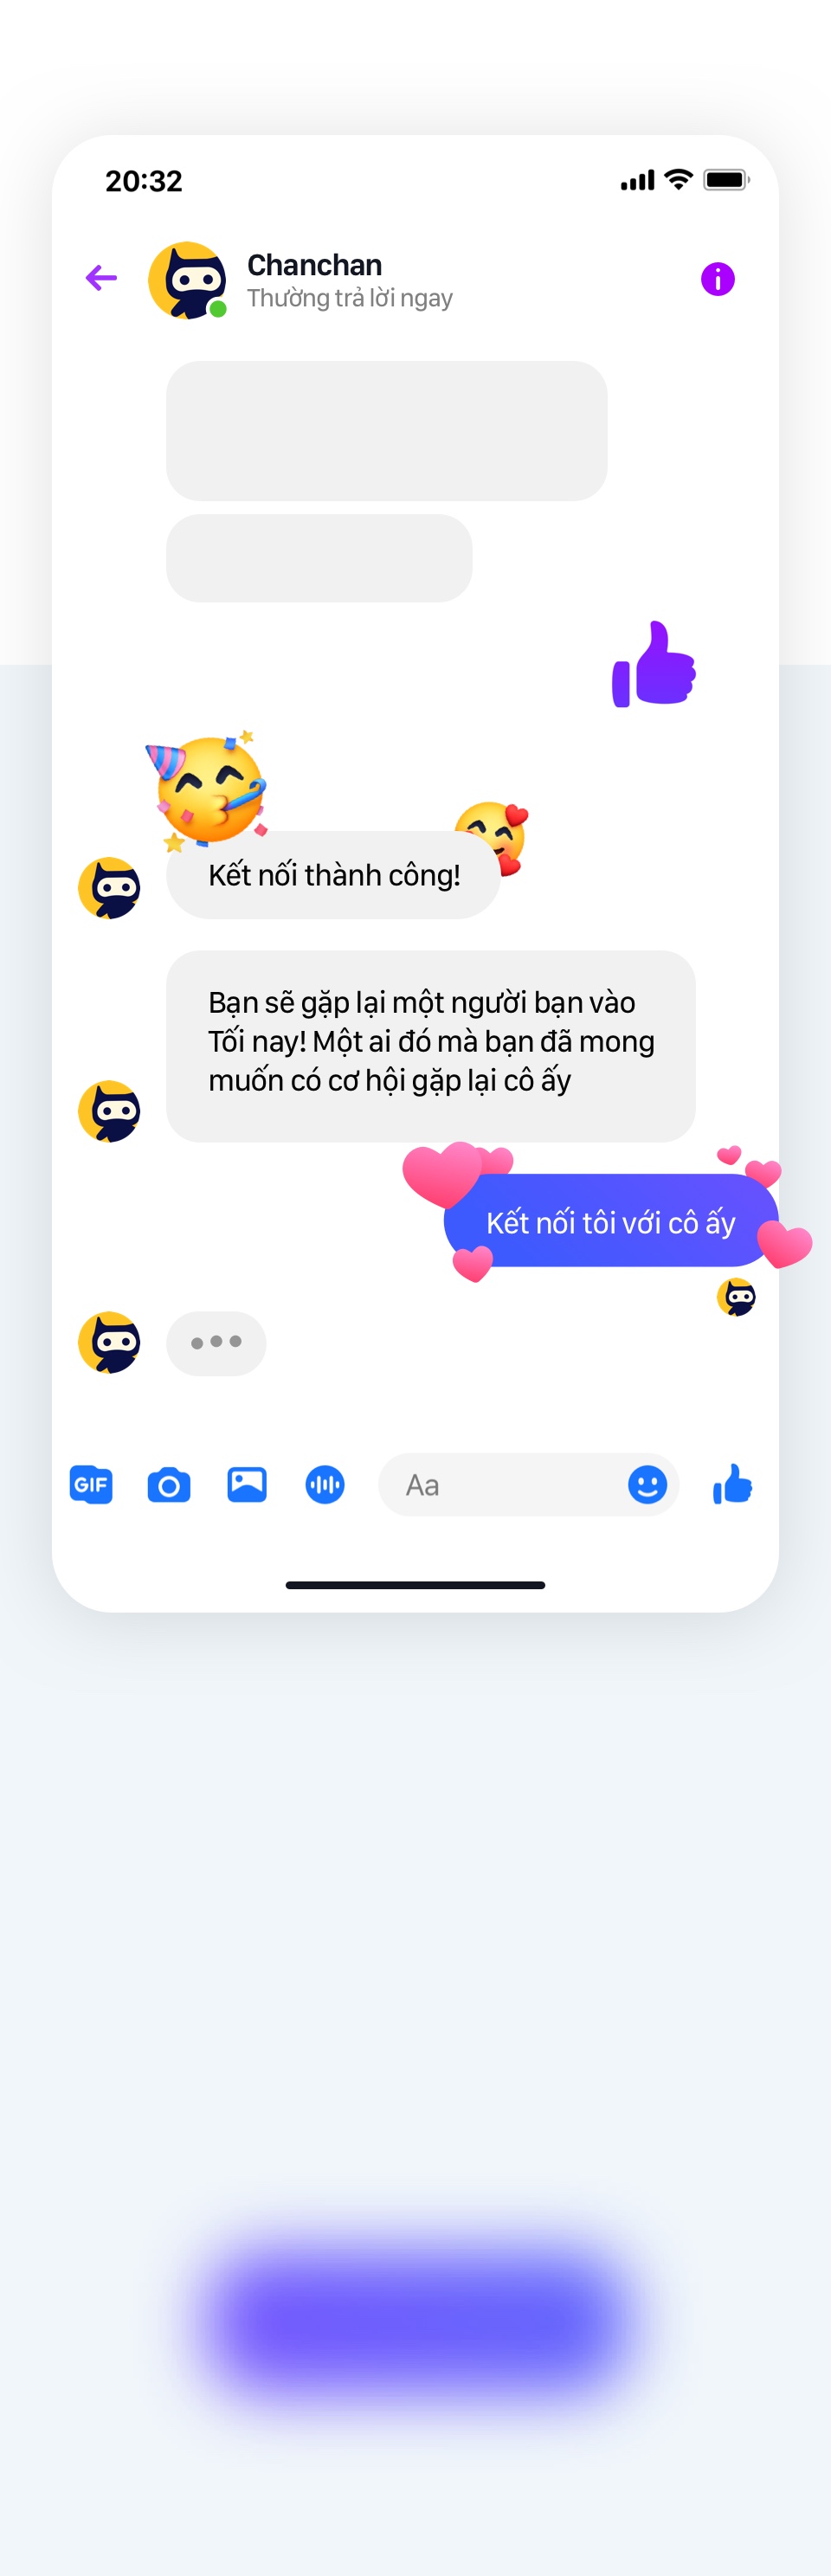 20:32
Chanchan
Thường trả lời ngay
Kết nối thành công!
Bạn sẽ gặp lại một người bạn vào
Tối nay! Một ai đó mà bạn đã mong
muốn có cơ hội gặp lại cô ấy
Kết nối tôi với cô ấy
GIF
Aa